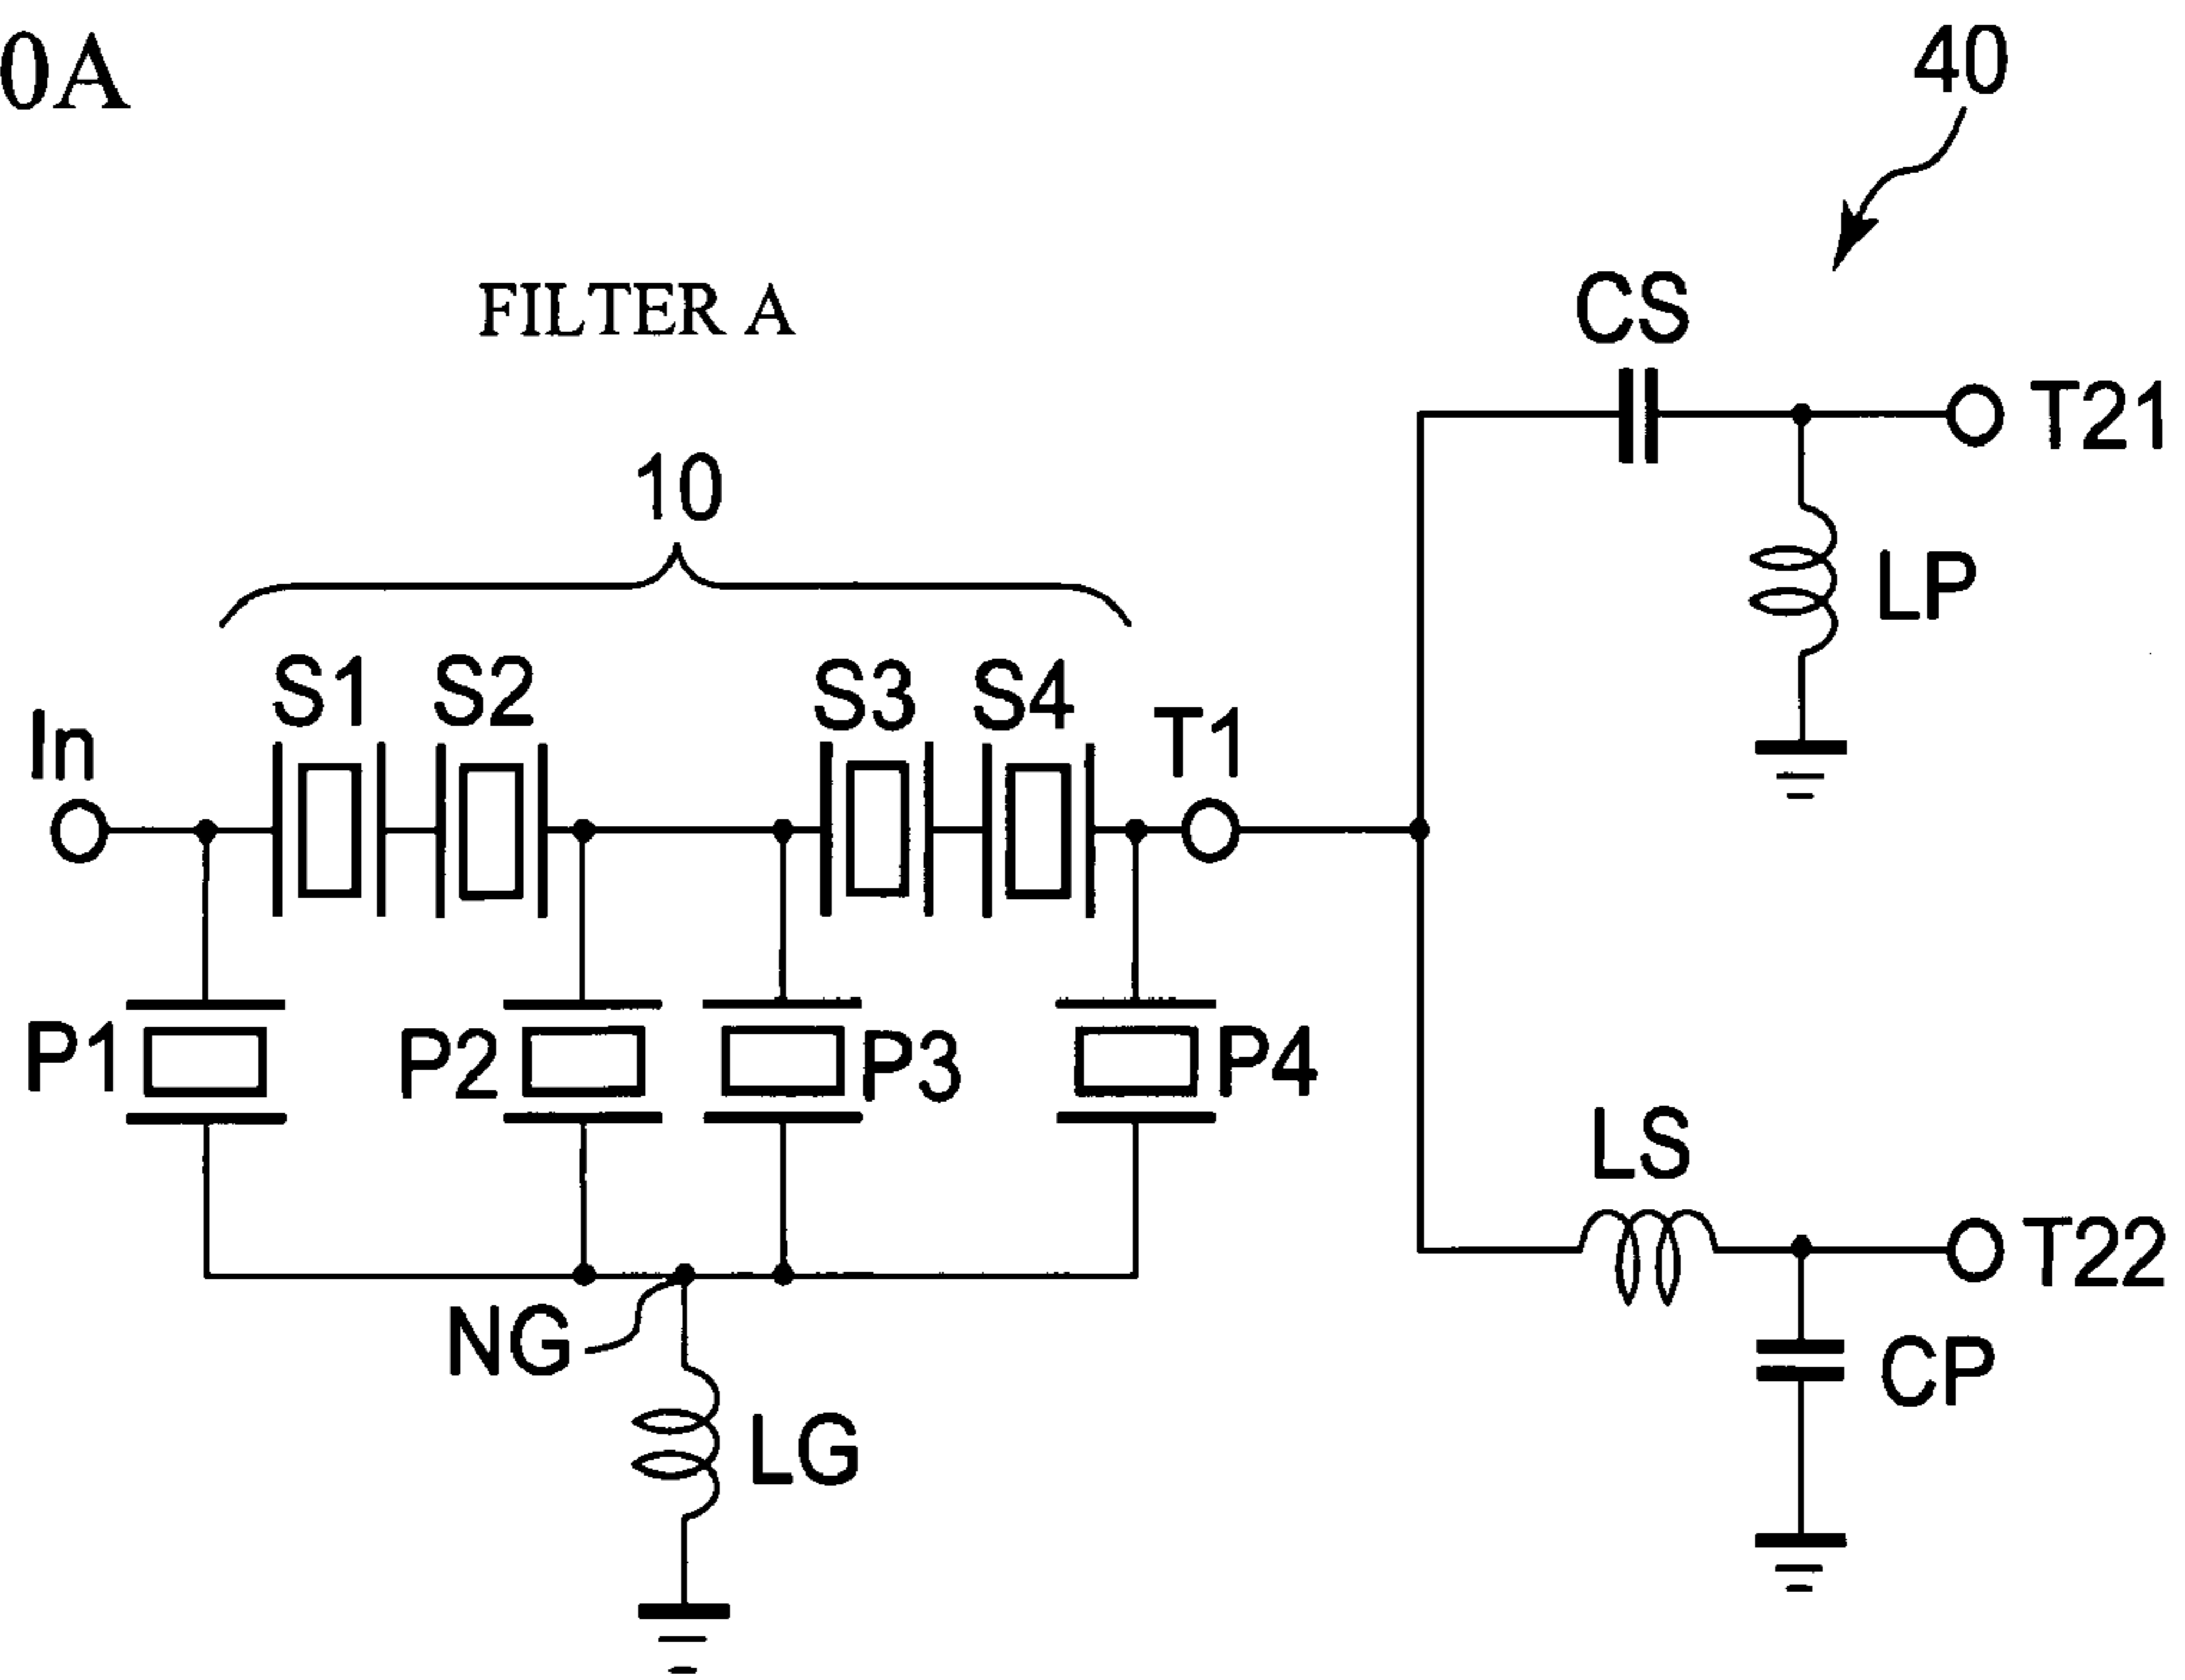 0A
40
FILTER A
CS
T21
10
LP
S1 S2 S3 S4
In
T1
P1 P2 P3 P4
LS
T22
NG
CP
LG